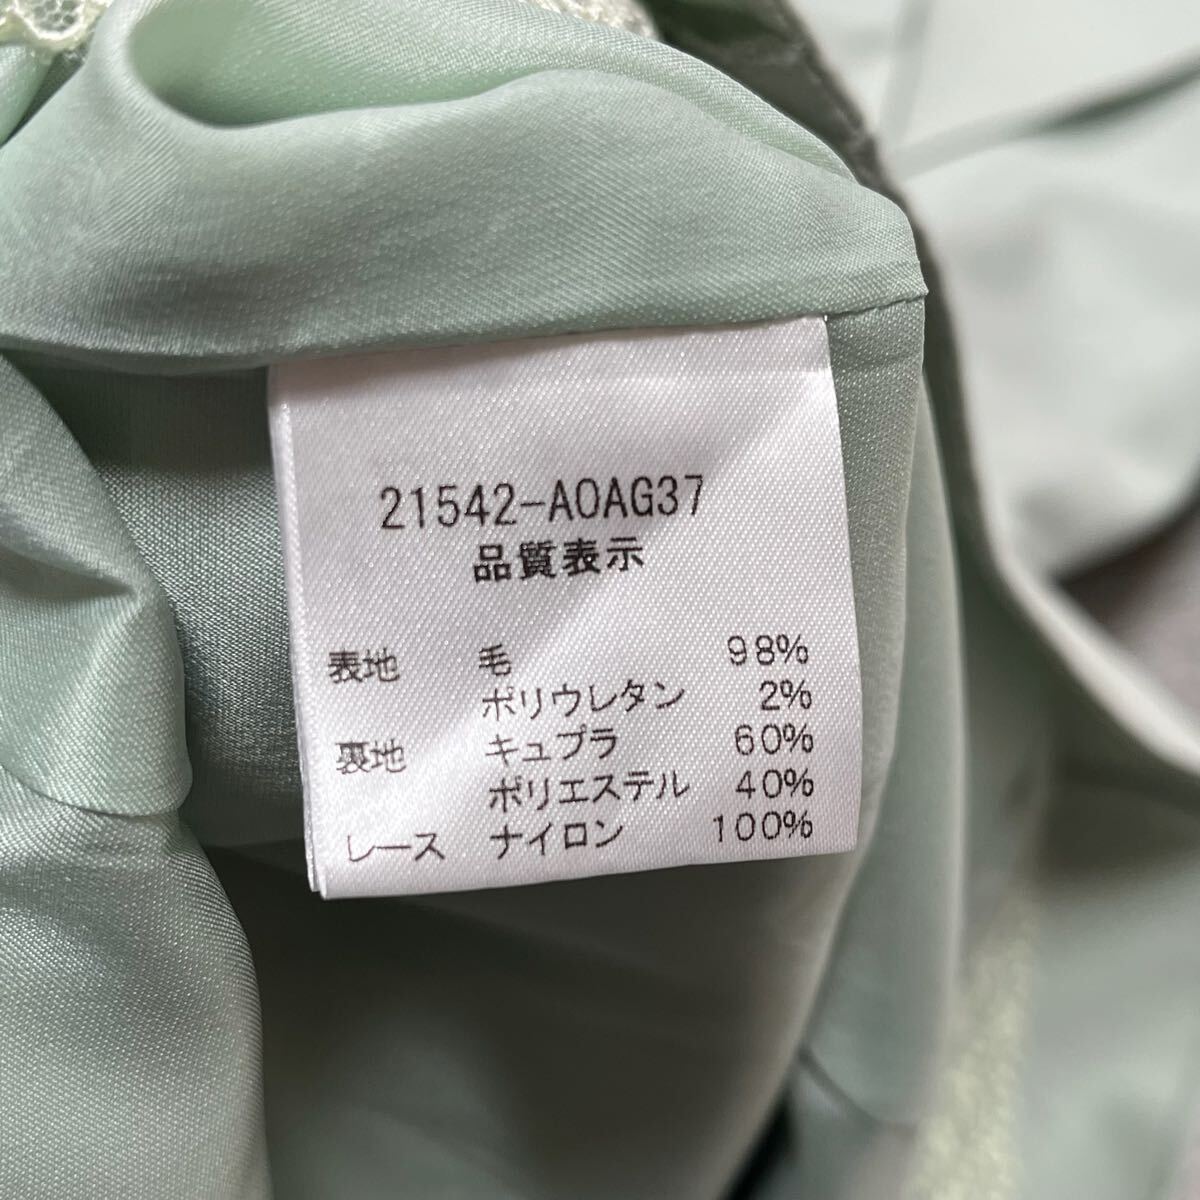 21542-A0AG37
品質表示
表地 毛 98%
ポリウレタン 2%
裏地 キュプラ 60%
ポリエステル 40%
レース ナイロン 100%